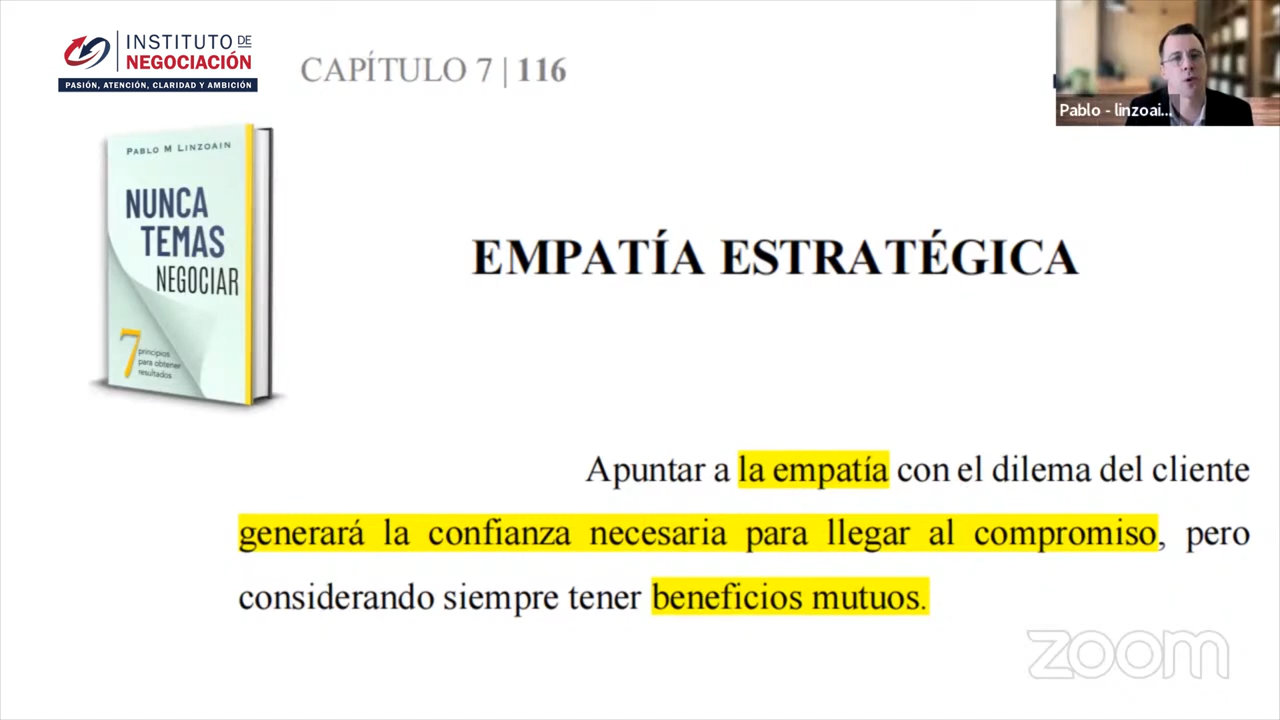 INSTITUTO DE
NEGOCIACIÓN
PASIÓN, ATENCIÓN, CLARIDAD Y AMBICIÓN
CAPÍTULO 7 | 116
Pablo - linzoai...
PABLO M LINZOAIN
NUNCA
TEMAS
NEGOCIAR
7
principios
para obtener
resultados
EMPATÍA ESTRATÉGICA
Apuntar a la empatía con el dilema del cliente
generará la confianza necesaria para llegar al compromiso, pero
considerando siempre tener beneficios mutuos.
zoom